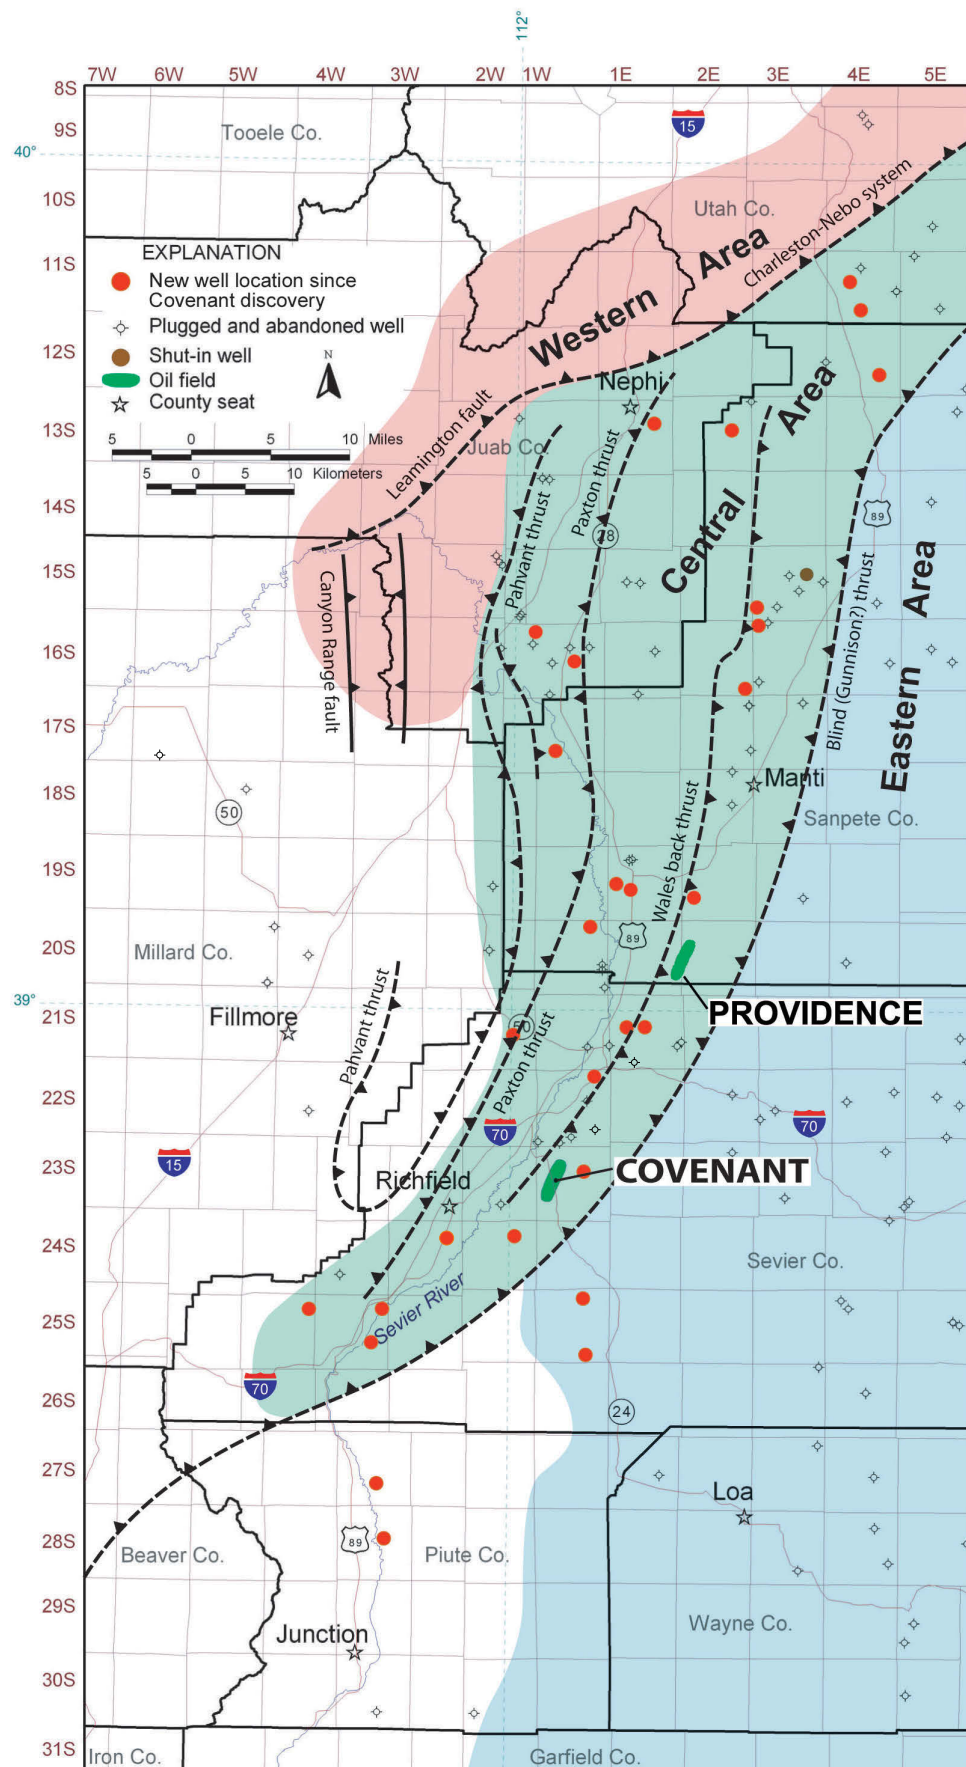 112°
7W 6W 5W 4W 3W 2W 1W 1E 2E 3E 4E 5E
8S
9S
15
Tooele Co.
40°
10S
Utah Co.
Charleston-Nebo system
11S
EXPLANATION
New well location since
Covenant discovery
Plugged and abandoned well
Shut-in well
Oil field
County seat
N
Western Area
12S
Nephi
13S
5 0 5 10 Miles
5 0 5 10 Kilometers
Leamington fault
Juab Co.
Paxton thrust
Pahvant thrust
Central Area
14S
28
89
15S
Canyon Range fault
Blind (Gunnison?) thrust
Eastern Area
16S
17S
Manti
18S
50
Sanpete Co.
19S
Wales back thrust
20S
89
Millard Co.
39°
PROVIDENCE
21S
Fillmore
Pahvant thrust
50
Paxton thrust
22S
70
70
23S
15
COVENANT
Richfield
24S
Sevier Co.
25S
Sevier River
70
26S
24
27S
Loa
28S
89
Beaver Co.
Piute Co.
29S
Junction
Wayne Co.
30S
31S
Iron Co.
Garfield Co.